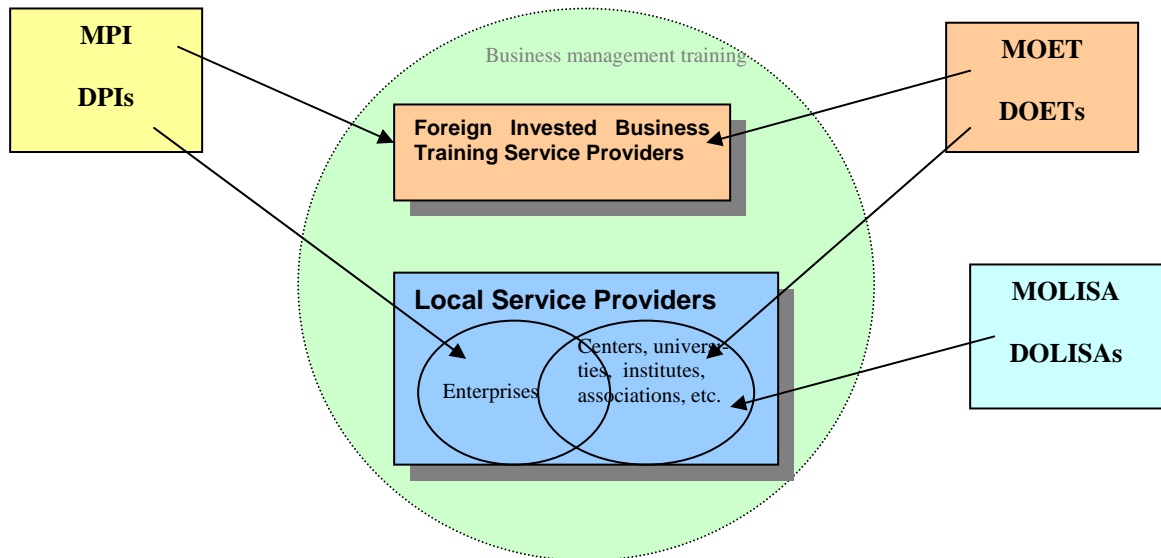 MPI
DPIs
Business management training
MOET
DOETs
Foreign Invested Business
Training Service Providers
MOLISA
DOLISAs
Local Service Providers
Enterprises
Centers, universi-
ties, institutes,
associations, etc.